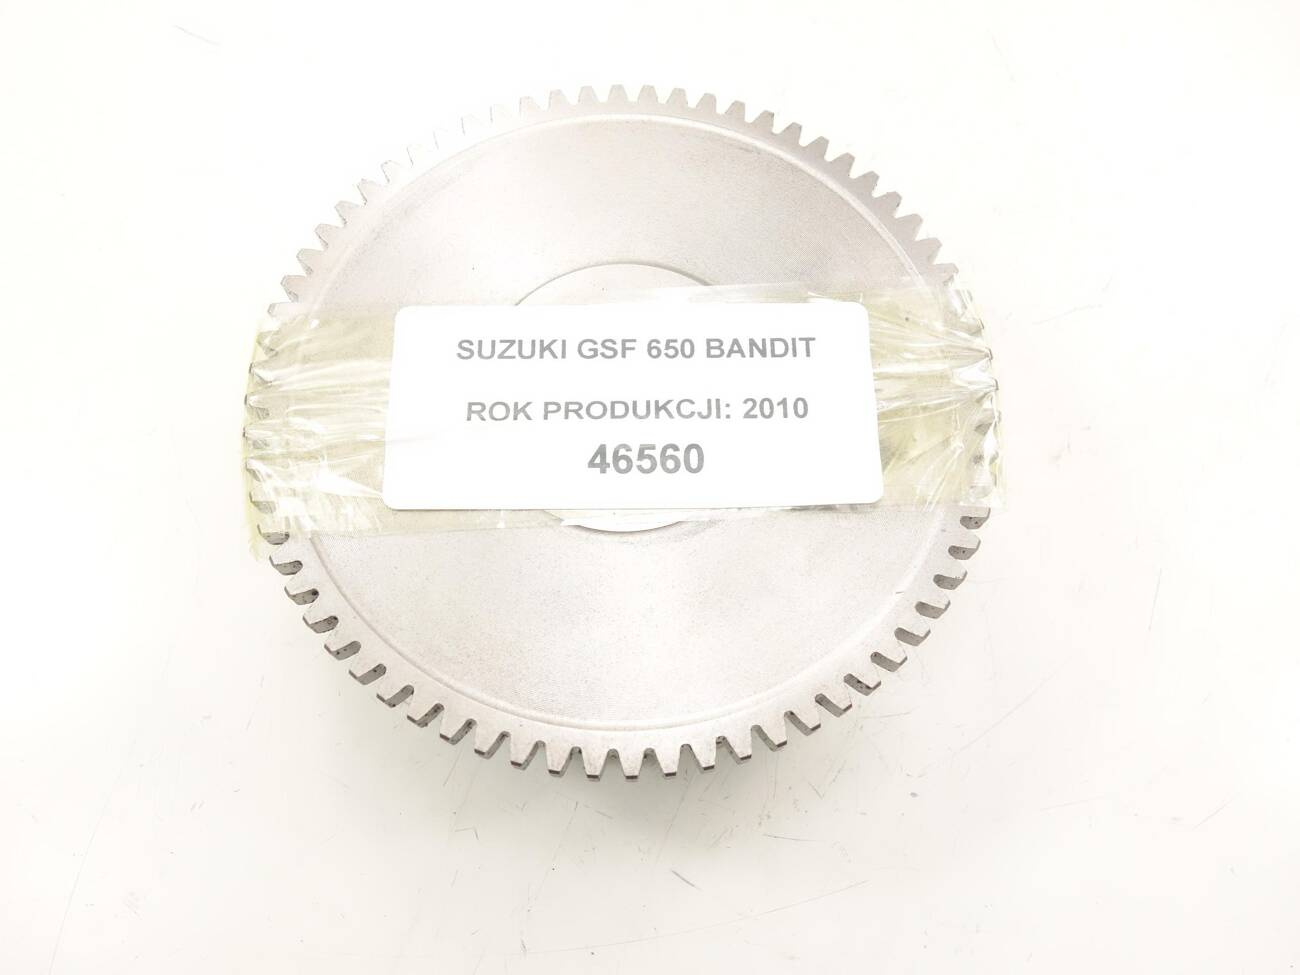 SUZUKI GSF 650 BANDIT
ROK PRODUKCJI: 2010
46560